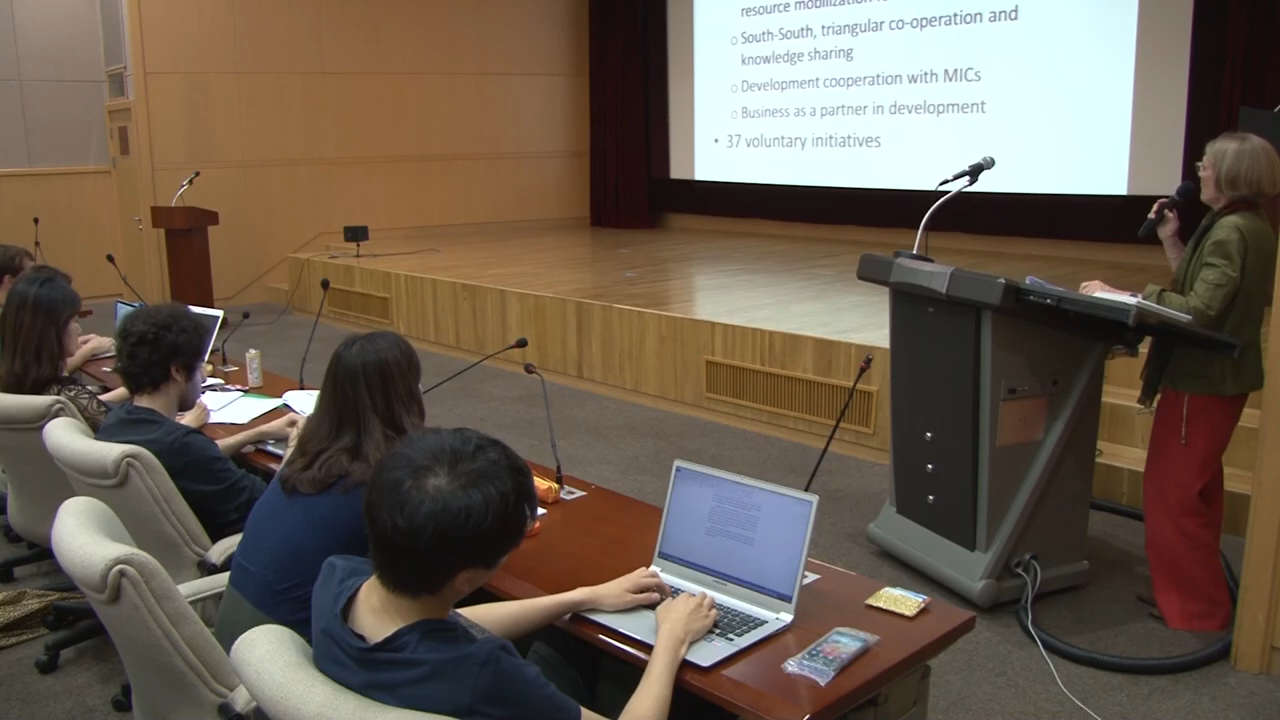 resource mobilization
○ South-South, triangular co-operation and
knowledge sharing
○ Development cooperation with MICs
○ Business as a partner in development
• 37 voluntary initiatives